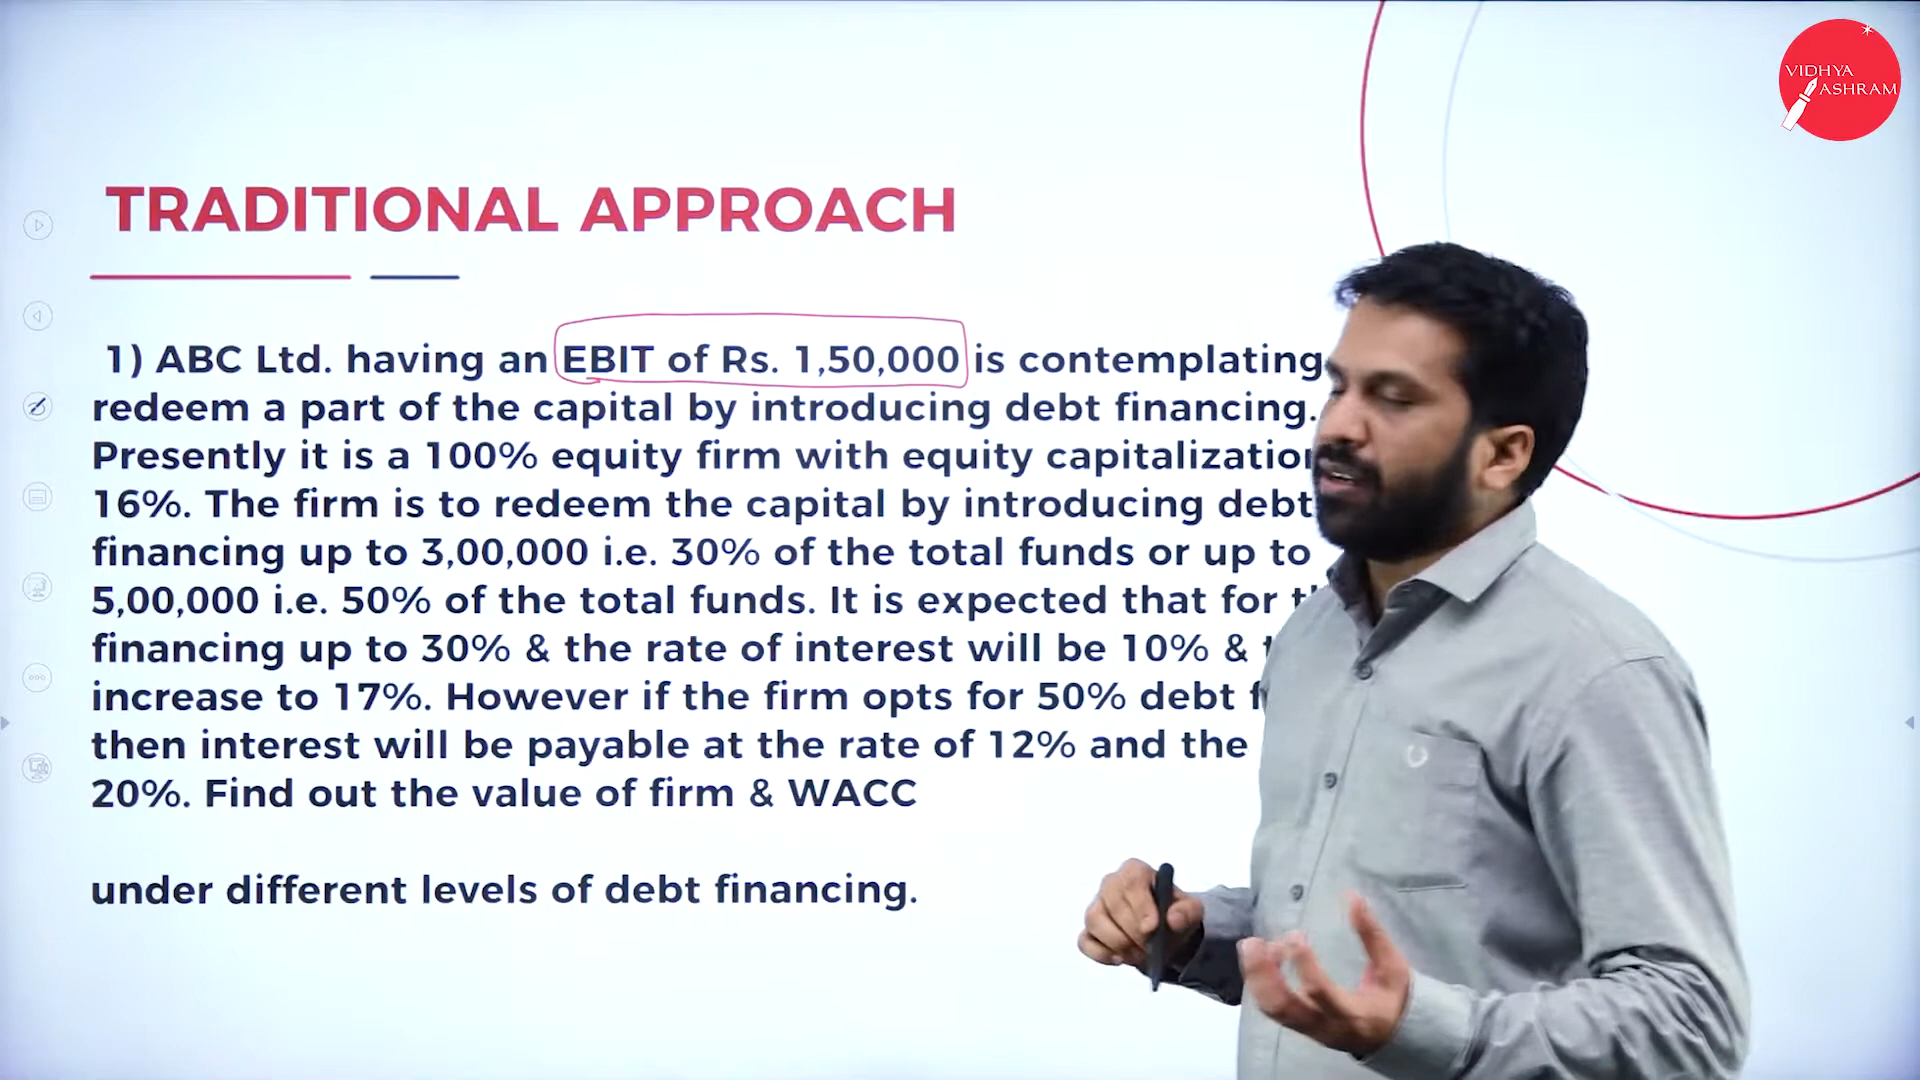 VIDHYA
ASHRAM
TRADITIONAL APPROACH
1) ABC Ltd. having an EBIT of Rs. 1,50,000 is contemplating
redeem a part of the capital by introducing debt financing.
Presently it is a 100% equity firm with equity
16%. The firm is to redeem the capital by introducing debt
financing up to 3,00,000 i.e. 30% of the total funds or up to
5,00,000 i.e. 50% of the total funds. It is expected that for
financing up to 30% & the rate of interest will be 10% &
increase to 17%. However if the firm opts for 50% debt
then interest will be payable at the rate of 12% and the
20%. Find out the value of firm & WACC
under different levels of debt financing.